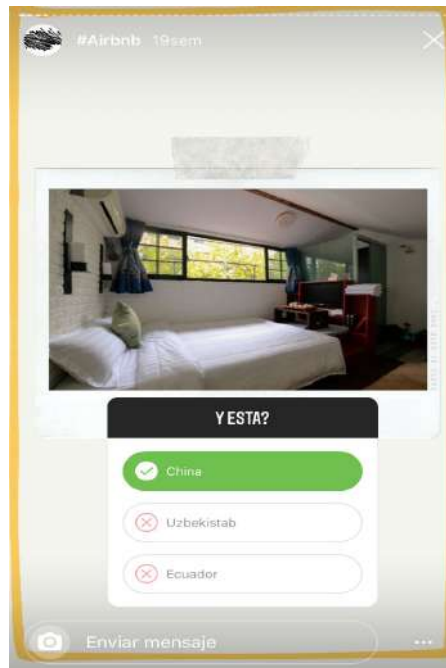 #Airbnb 19sem
Y ESTA?
China
Uzbekistab
Ecuador
Enviar mensaje